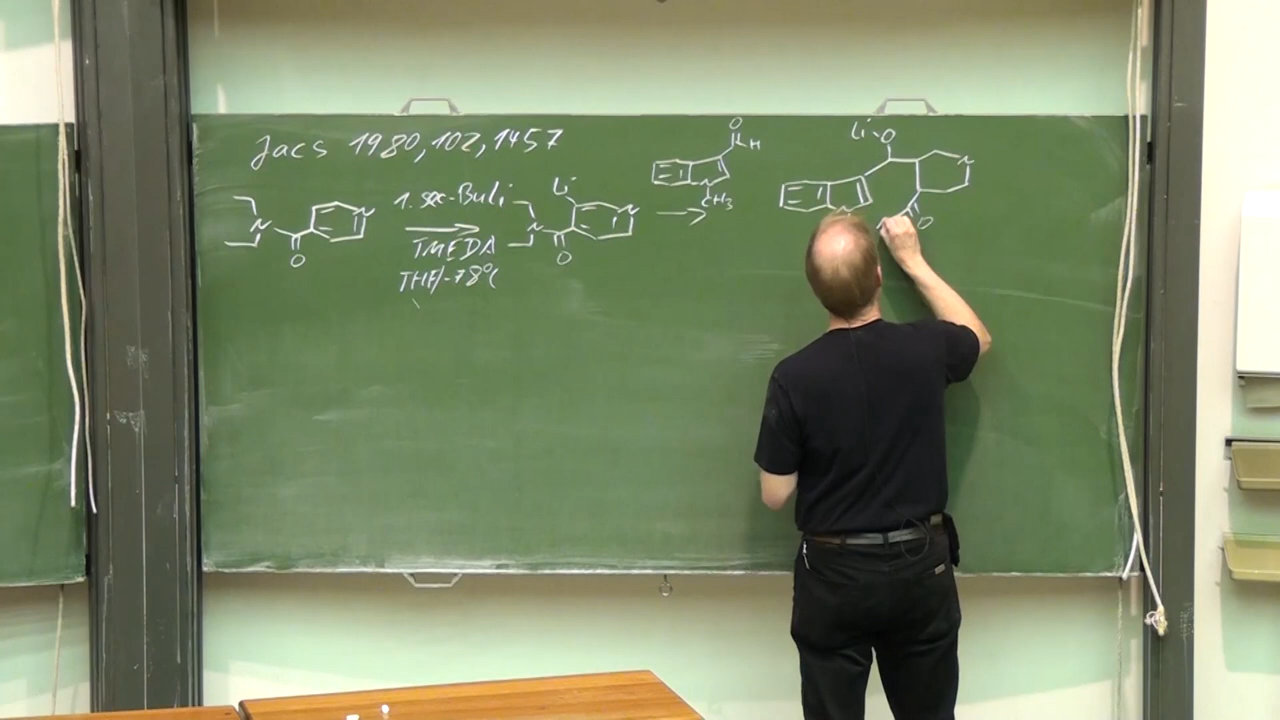 Jacs 1980, 102, 1457
O
H
N
CH3
Li
O
N
N
N
N
O
1. sec-BuLi
TMEDA
THF/-78°C
Li
N
N
O
O